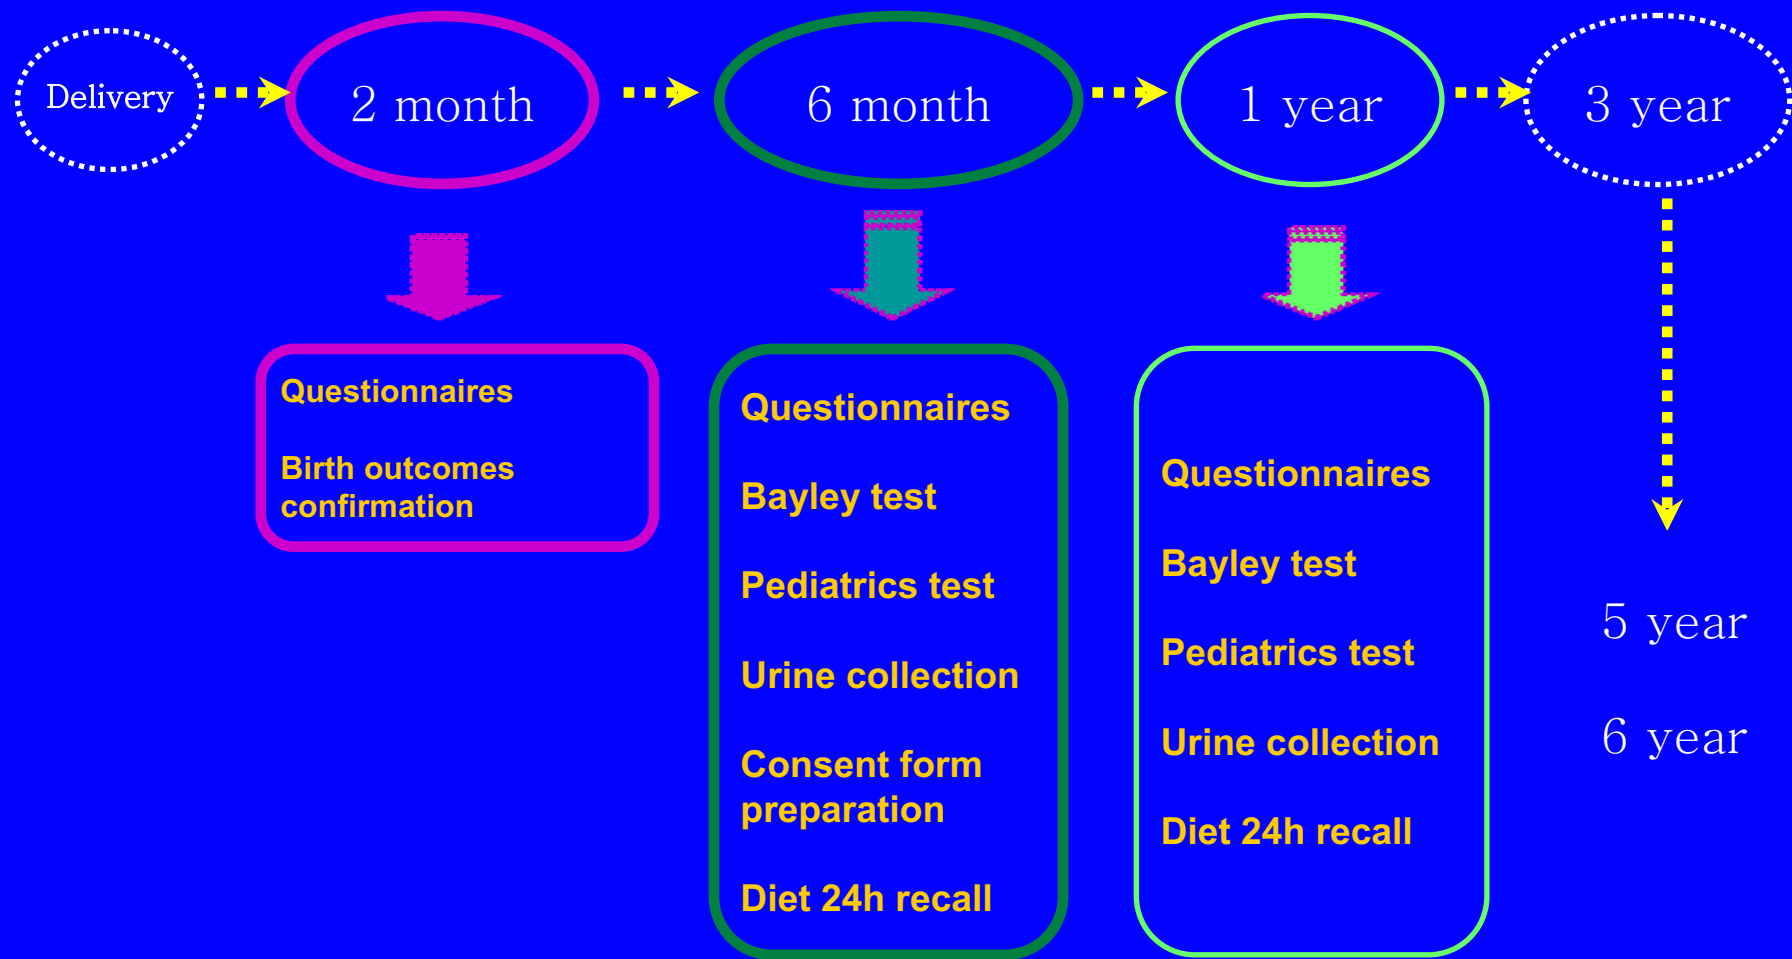 Delivery
2 month
6 month
1 year
3 year
Questionnaires
Birth outcomes
confirmation
Questionnaires
Bayley test
Pediatrics test
Urine collection
Consent form
preparation
Diet 24h recall
Questionnaires
Bayley test
Pediatrics test
Urine collection
Diet 24h recall
5 year
6 year